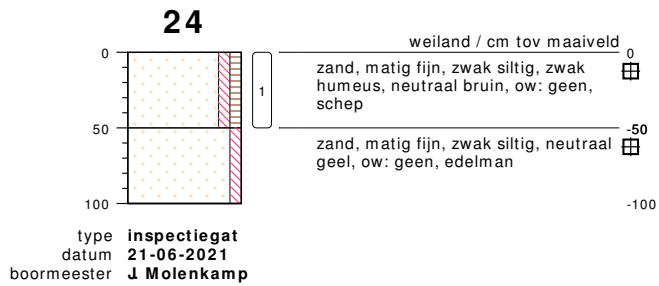 24
weiland / cm tov maaiveld
0
0
zand, matig fijn, zwak siltig, zwak
humeus, neutraal bruin, ow: geen,
schep
1
50
-50
zand, matig fijn, zwak siltig, neutraal
geel, ow: geen, edelman
100
-100
type inspectiegat
datum 21-06-2021
boormeester J. Molenkamp